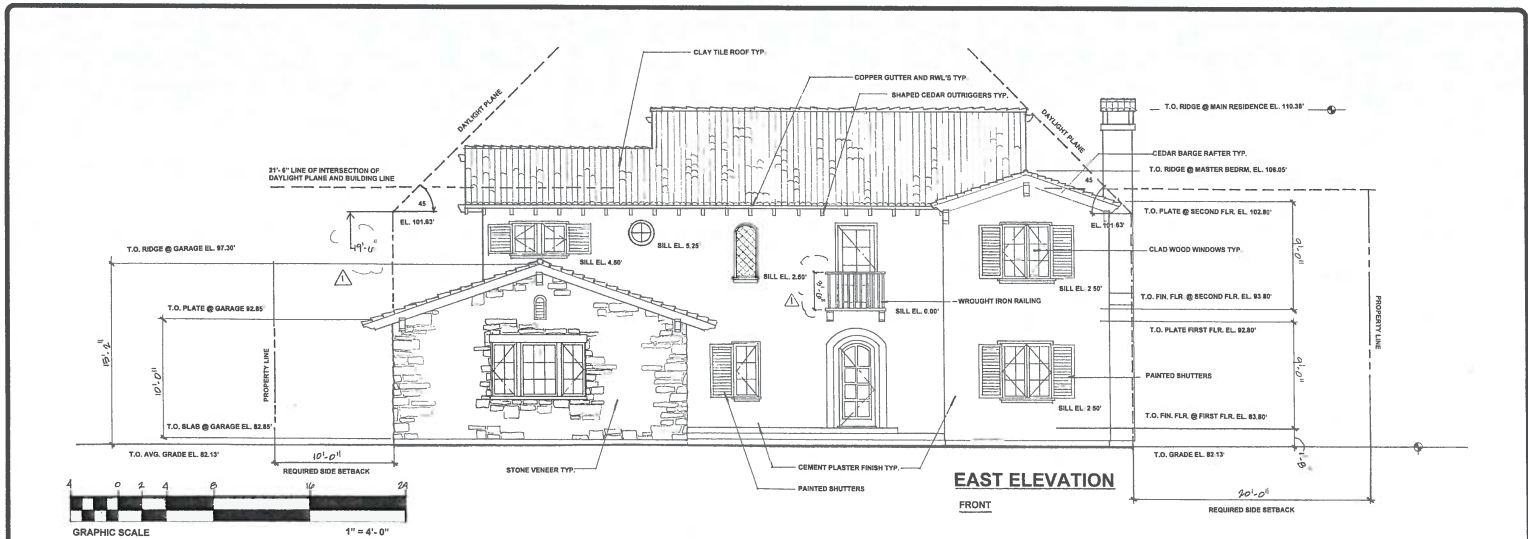 CLAY TILE ROOF TYP.
COPPER GUTTER AND RWL'S TYP.
SHAPED CEDAR OUTRIGGERS TYP.
T.O. RIDGE @ MAIN RESIDENCE EL. 110.38'
DAYLIGHT PLANE
DAYLIGHT PLANE
CEDAR BARGE RAFTER TYP.
T.O. RIDGE @ MASTER BEDRM. EL. 106.05'
21'- 6" LINE OF INTERSECTION OF
DAYLIGHT PLANE AND BUILDING LINE
45
45
EL. 101.63'
EL. 101.63'
T.O. PLATE @ SECOND FLR. EL. 102.80'
19'-6"
T.O. RIDGE @ GARAGE EL. 97.30'
SILL EL. 5.25'
SILL EL. 4.50'
SILL EL. 2.50'
CLAD WOOD WINDOWS TYP.
9'-0"
1
1
SILL EL. 2 50'
T.O. FIN. FLR. @ SECOND FLR. EL. 93 80'
WROUGHT IRON RAILING
SILL EL. 0.00'
T.O. PLATE @ GARAGE 92.85'
T.O. PLATE FIRST FLR. EL. 92.80'
PROPERTY LINE
PROPERTY LINE
15'-2"
10'-0"
9'-0"
PAINTED SHUTTERS
SILL EL. 2 50'
T.O. FIN. FLR. @ FIRST FLR. EL. 83.80'
T.O. SLAB @ GARAGE EL. 82.85'
T.O. AVG. GRADE EL. 82.13'
T.O. GRADE EL. 82 13'
1'-8
10'-0"
REQUIRED SIDE SETBACK
STONE VENEER TYP.
CEMENT PLASTER FINISH TYP.
PAINTED SHUTTERS
EAST ELEVATION
FRONT
20'-0"
REQUIRED SIDE SETBACK
4 0 2 4 8 16 24
GRAPHIC SCALE
1" = 4'- 0"